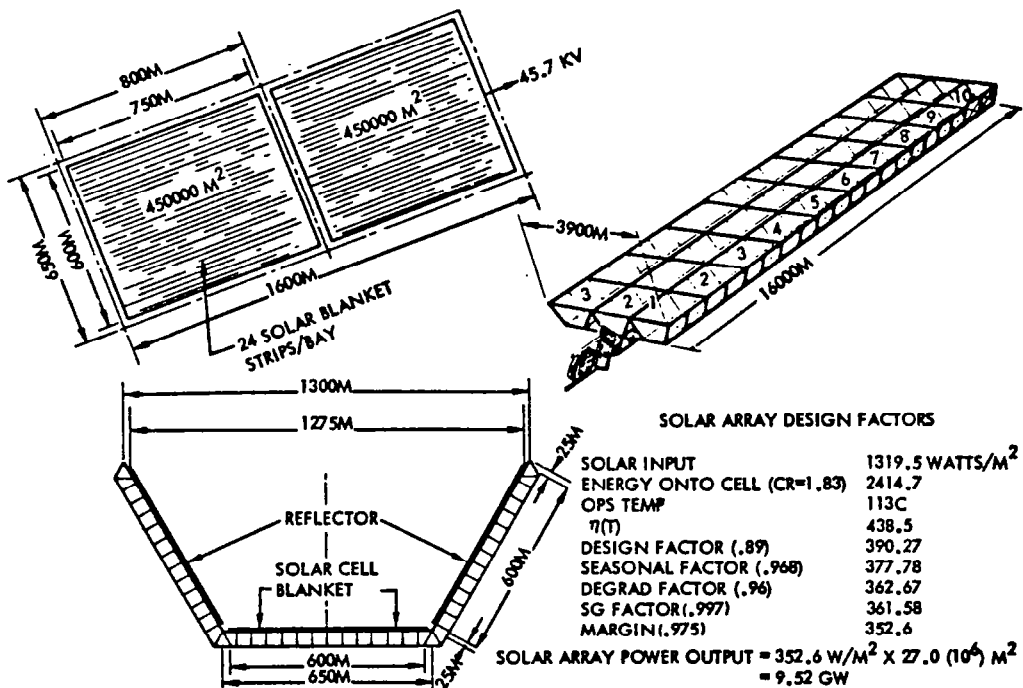 800M
750M
450000 M²
450000 M²
45.7 KV
650M
600M
1600M
24 SOLAR BLANKET
STRIPS/BAY
3900M
16000M
3
2
1
2
3
4
5
6
7
8
9
10
1300M
1275M
25M
REFLECTOR
600M
SOLAR CELL
BLANKET
600M
650M
25M
SOLAR ARRAY DESIGN FACTORS
SOLAR INPUT 1319.5 WATTS/M²
ENERGY ONTO CELL (CR=1.83) 2414.7
OPS TEMP 113C
η(T) 438.5
DESIGN FACTOR (.89) 390.27
SEASONAL FACTOR (.968) 377.78
DEGRAD FACTOR (.96) 362.67
SG FACTOR(.997) 361.58
MARGIN(.975) 352.6
SOLAR ARRAY POWER OUTPUT = 352.6 W/M² X 27.0 (10⁶) M²
= 9.52 GW